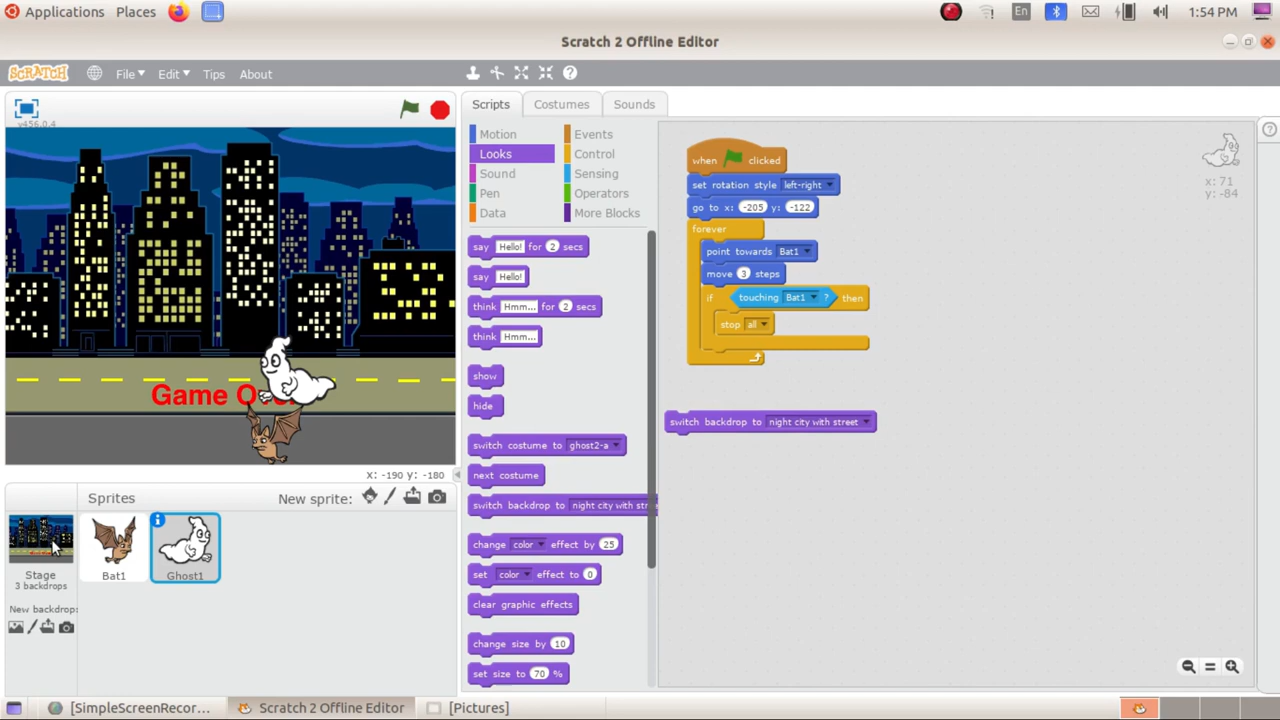 Applications Places En 1:54 PM
Scratch 2 Offline Editor
SCRATCH File Edit Tips About
v456.0.4
Scripts Costumes Sounds
Motion Events
Looks Control
Sound Sensing
Pen Operators
Data More Blocks
say Hello! for 2 secs
say Hello!
think Hmm... for 2 secs
think Hmm...
show
hide
switch costume to ghost2-a
next costume
switch backdrop to night city with stre
change color effect by 25
set color effect to 0
clear graphic effects
change size by 10
set size to 70 %
when clicked
set rotation style left-right
go to x: -205 y: -122
forever
point towards Bat1
move 3 steps
if touching Bat1 ? then
stop all
switch backdrop to night city with street
x: 71
y: -84
Game O
x: -190 y: -180
Sprites New sprite:
Stage
3 backdrops
New backdrop:
Bat1
Ghost1
[SimpleScreenRecor... Scratch 2 Offline Editor [Pictures]